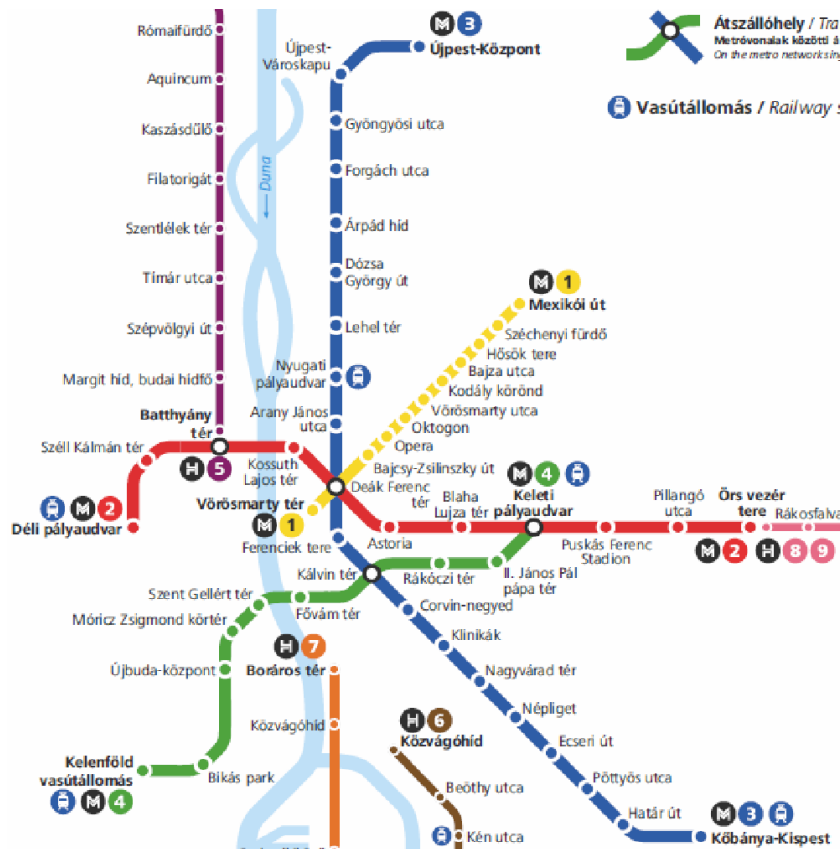 Rómaifürdő
Aquincum
Kaszásdűlő
Filatorigát
Szentlélek tér
Tímár utca
Szépvölgyi út
Margit híd, budai hídfő
Batthyány
tér
H 5
Duna
M 3
Újpest-Központ
Újpest-
Városkapu
Gyöngyösi utca
Forgách utca
Árpád híd
Dózsa
György út
Lehel tér
Nyugati
pályaudvar
Arany János
utca
Átszállóhely /
Metróvonalak közötti
On the metro networks
Vasútállomás / Railway
M 1
Mexikói út
Széchenyi fürdő
Hősök tere
Bajza utca
Kodály körönd
Vörösmarty utca
Oktogon
Opera
Bajcsy-Zsilinszky út
Deák Ferenc
tér
Vörösmarty tér
M 1
Széll Kálmán tér
M 2
Déli pályaudvar
Kossuth
Lajos tér
Astoria
Blaha
Lujza tér
M 4
Keleti
pályaudvar
Puskás Ferenc
Stadion
Pillangó
utca
Örs vezér
tere
M 2 H 8 9
Rákosfalva
Ferenciek tere
Kálvin tér
Rákóczi tér
II. János Pál
pápa tér
Fővám tér
Szent Gellért tér
Móricz Zsigmond körtér
Újbuda-központ
Bikás park
Kelenföld
vasútállomás
M 4
Corvin-negyed
Klinikák
Nagyvárad tér
Népliget
Ecseri út
Pöttyös utca
Határ út
M 3
Kőbánya-Kispest
H 7
Boráros tér
Közvágóhíd
H 6
Közvágóhíd
Beöthy utca
Kén utca